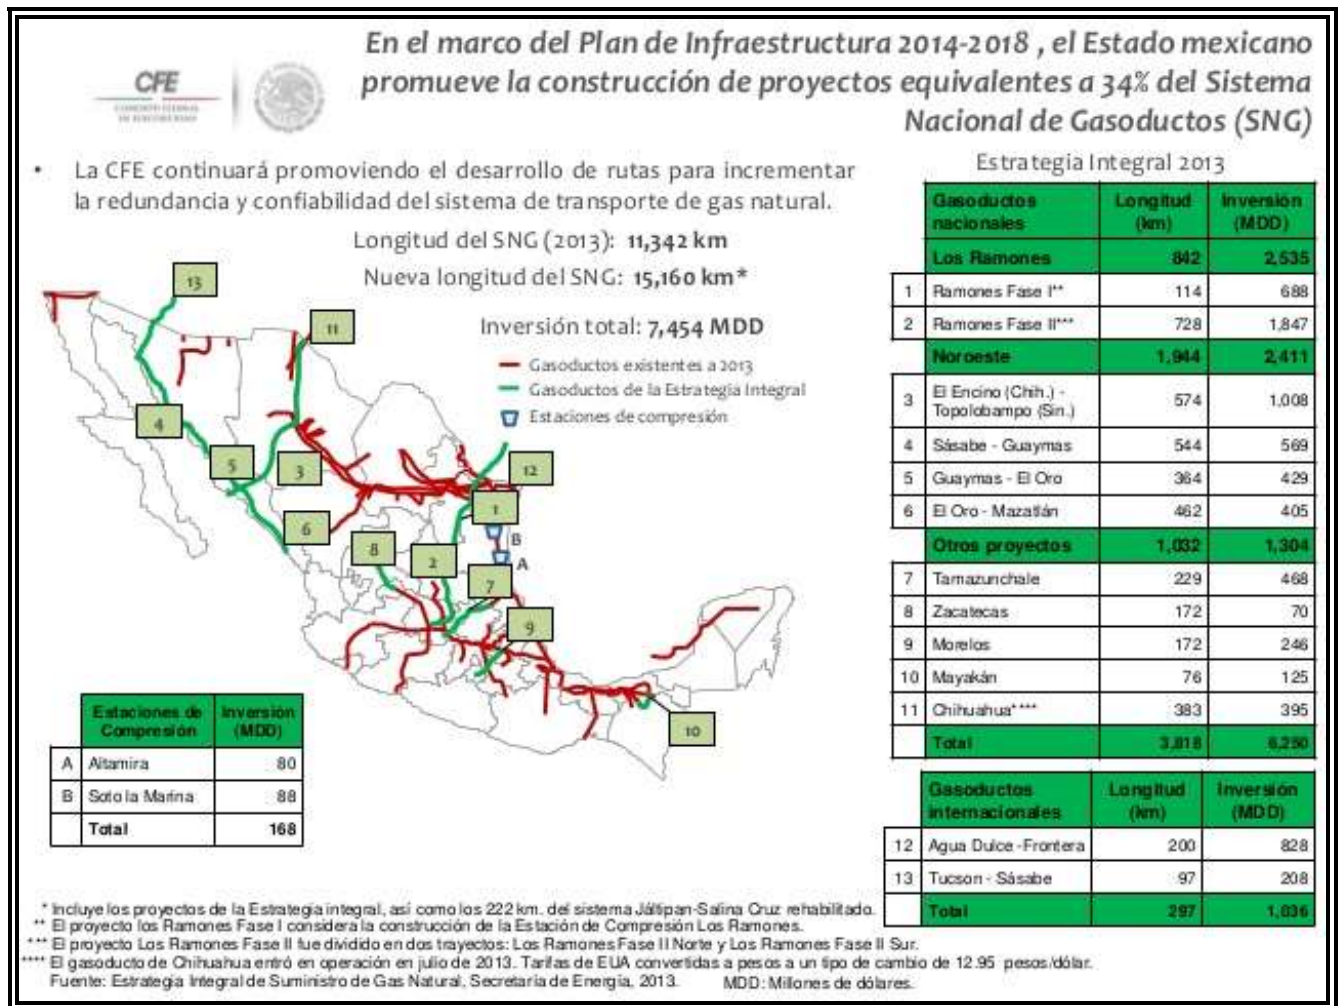 En el marco del Plan de Infraestructura 2014-2018 , el Estado mexicano
promueve la construcción de proyectos equivalentes a 34% del Sistema
Nacional de Gasoductos (SNG)
CFE
COMISIÓN FEDERAL
DE ELECTRICIDAD
• La CFE continuará promoviendo el desarrollo de rutas para incrementar
la redundancia y confiabilidad del sistema de transporte de gas natural.
Longitud del SNG (2013): 11,342 km
Nueva longitud del SNG: 15,160 km*
Inversión total: 7,454 MDD
Gasoductos existentes a 2013
Gasoductos de la Estrategia Integral
Estaciones de compresión
13
11
4
5
3
12
1
6
B
8
2
A
7
9
10
Estaciones de Compresión Inversión (MDD)
A Altamira 80
B Soto la Marina 88
Total 168
Estrategia Integral 2013
Gasoductos nacionales Longitud (km) Inversión (MDD)
Los Ramones 842 2,535
1 Ramones Fase I** 114 688
2 Ramones Fase II*** 728 1,847
Noroeste 1,944 2,411
3 El Encino (Chih.) - Topolobampo (Sin.) 574 1,008
4 Sásabe - Guaymas 544 569
5 Guaymas - El Oro 364 429
6 El Oro - Mazatlán 462 405
Otros proyectos 1,032 1,304
7 Tamazunchale 229 468
8 Zacatecas 172 70
9 Morelos 172 246
10 Mayakán 76 125
11 Chihuahua**** 383 395
Total 3,818 6,250
Gasoductos internacionales Longitud (km) Inversión (MDD)
12 Agua Dulce -Frontera 200 828
13 Tucson - Sásabe 97 208
Total 297 1,036
* Incluye los proyectos de la Estrategia integral, así como los 222 km. del sistema Jáltipan-Salina Cruz rehabilitado.
** El proyecto los Ramones Fase I considera la construcción de la Estación de Compresión Los Ramones.
*** El proyecto Los Ramones Fase II fue dividido en dos trayectos: Los Ramones Fase II Norte y Los Ramones Fase II Sur.
**** El gasoducto de Chihuahua entró en operación en julio de 2013. Tarifas de EUA convertidas a pesos a un tipo de cambio de 12.95 pesos/dólar.
Fuente: Estrategia Integral de Suministro de Gas Natural, Secretaría de Energía, 2013. MDD: Millones de dólares.